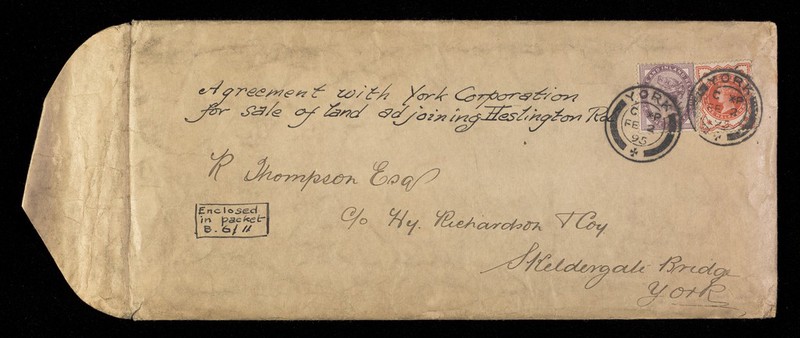 Agreement with York Corporation
for sale of land adjoining Heslington Rd
R Thompson Esq
c/o Hy. Richardson & Coy
Skeldergate Bridge
York
Enclosed
in packet
B. 6/11
YORK
FE 2
95
YORK